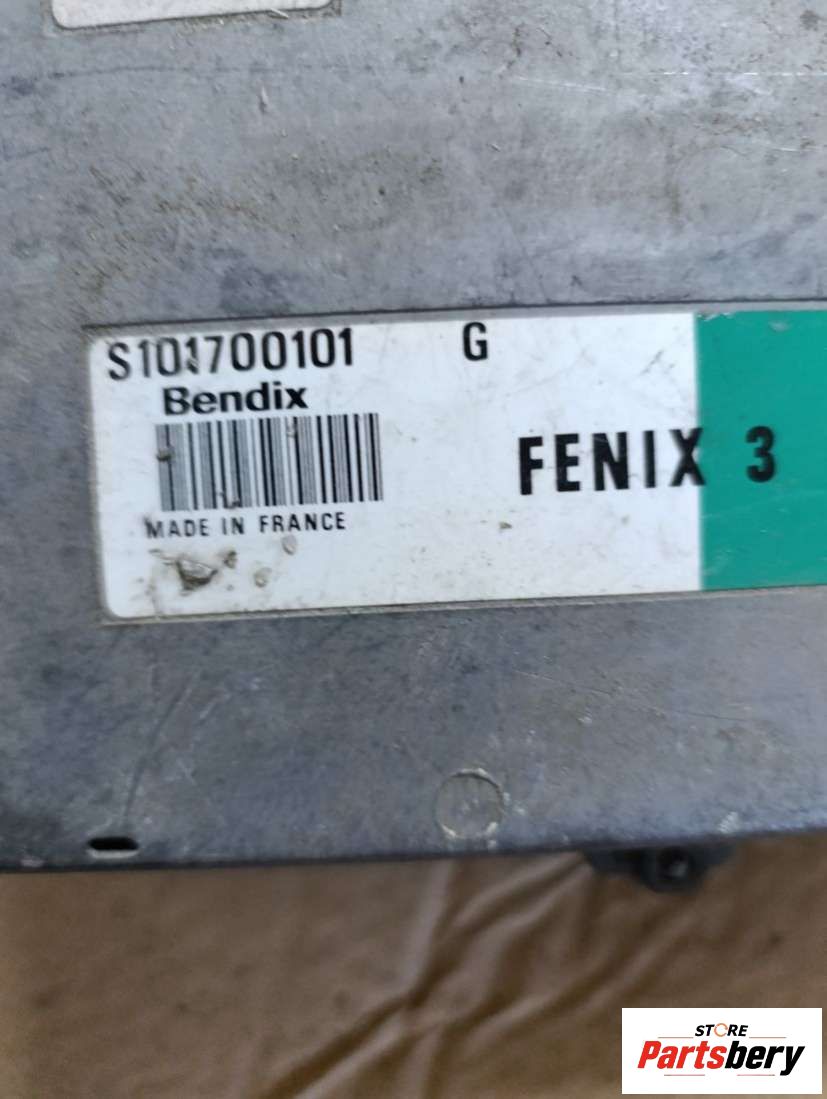 S101700101 G
Bendix
FENIX 3
MADE IN FRANCE
STORE
Partsbery